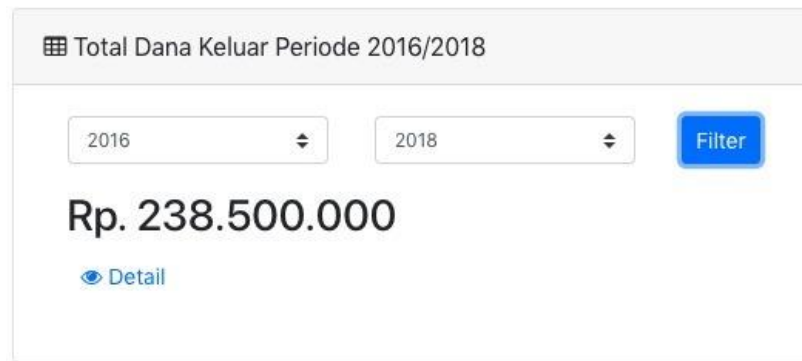 Total Dana Keluar Periode 2016/2018
2016 2018 Filter
Rp. 238.500.000
Detail